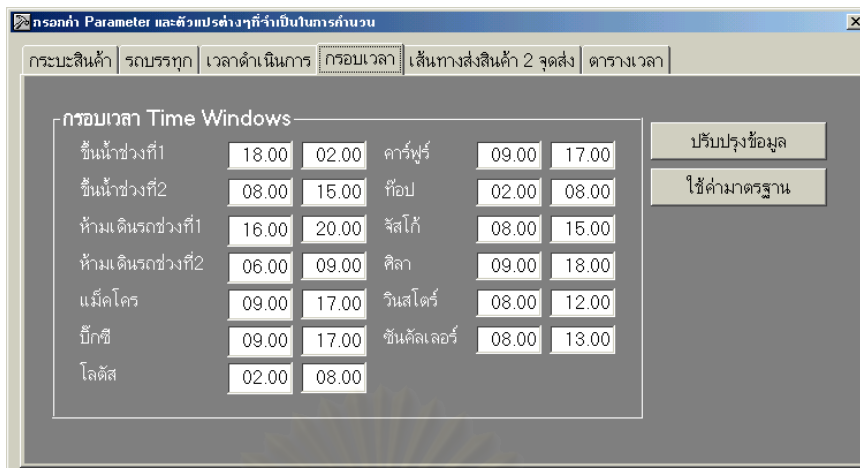 กรอกค่า Parameter และตัวแปรต่างๆที่จำเป็นในการคำนวน
กระบะสินค้า รถบรรทุก เวลาดำเนินการ กรอบเวลา เส้นทางส่งสินค้า 2 จุดส่ง ตารางเวลา
กรอบเวลา Time Windows
ขึ้นน้ำช่วงที่1 18.00 02.00 คาร์ฟูร์ 09.00 17.00
ขึ้นน้ำช่วงที่2 08.00 15.00 ท๊อป 02.00 08.00
ห้ามเดินรถช่วงที่1 16.00 20.00 จัสโก้ 08.00 15.00
ห้ามเดินรถช่วงที่2 06.00 09.00 ศิลา 09.00 18.00
แม็คโคร 09.00 17.00 วินสโตร์ 08.00 12.00
บิ๊กซี 09.00 17.00 ซันคัลเลอร์ 08.00 13.00
โลตัส 02.00 08.00
ปรับปรุงข้อมูล
ใช้ค่ามาตรฐาน